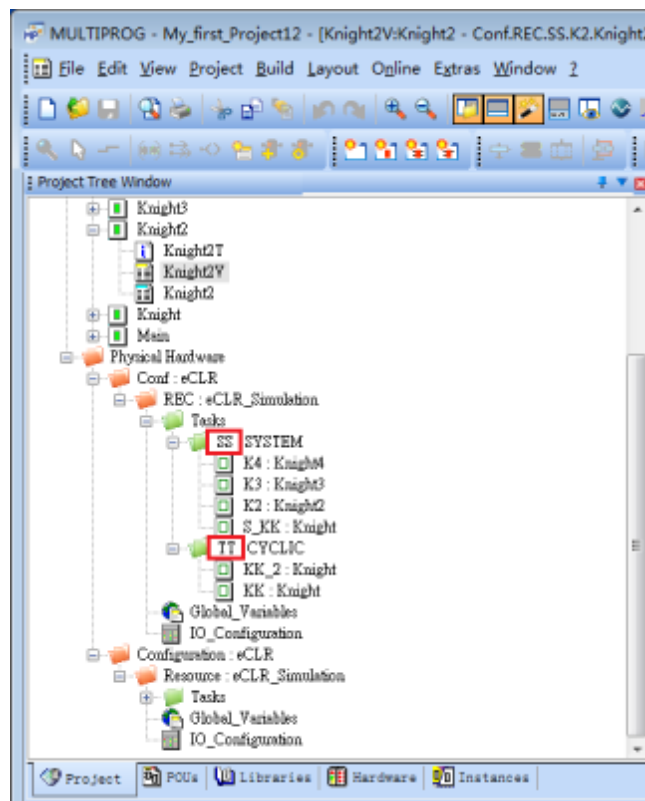 MULTIPROG - My_first_Project12 - [Knight2V:Knight2 - Conf.REC.SS.K2.Knight2
File Edit View Project Build Layout Online Extras Window ?
Project Tree Window
Knight3
Knight2
Knight2T
Knight2V
Knight2
Knight
Main
Physical Hardware
Conf : eCLR
REC : eCLR_Simulation
Tasks
SS SYSTEM
K4 : Knight4
K3 : Knight3
K2 : Knight2
S_KK : Knight
TT CYCLIC
KK_2 : Knight
KK : Knight
Global_Variables
IO_Configuration
Configuration : eCLR
Resource : eCLR_Simulation
Tasks
Global_Variables
IO_Configuration
Project POUs Libraries Hardware Instances